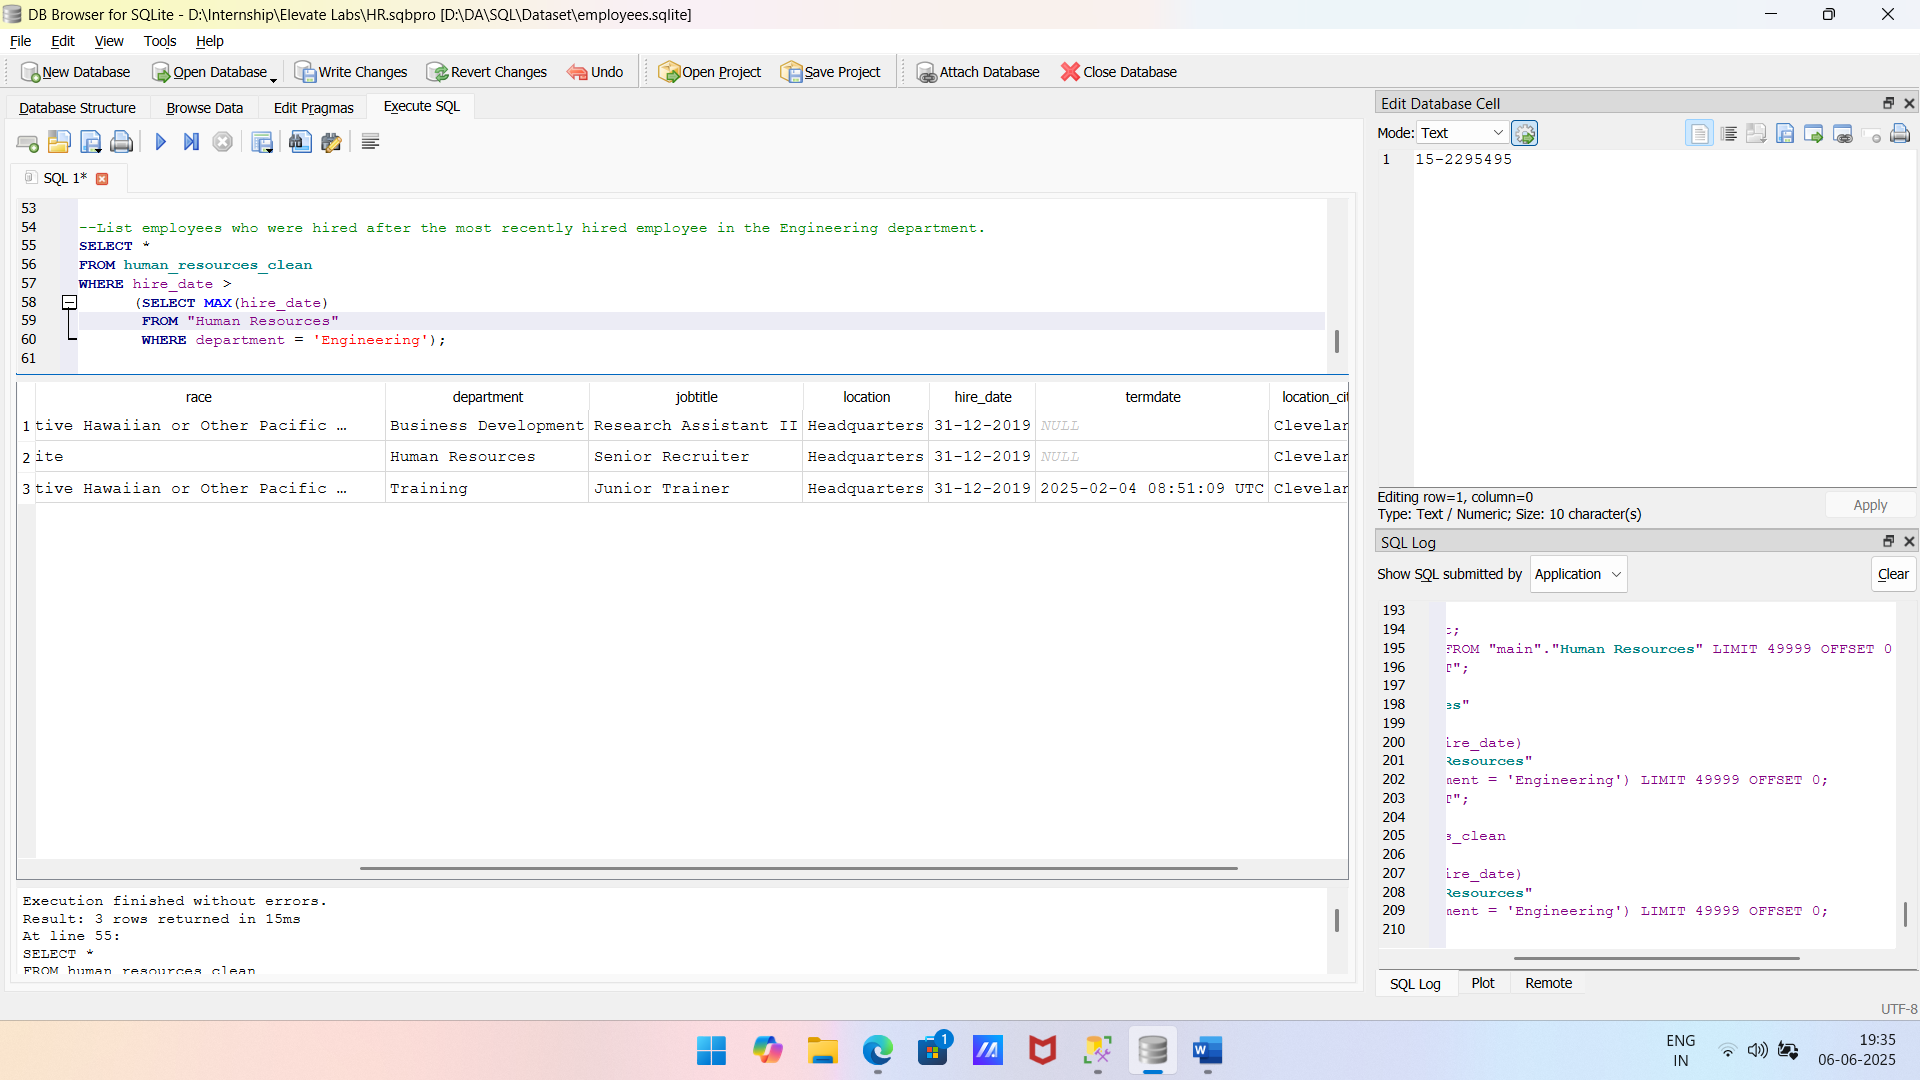 DB Browser for SQLite - D:\Internship\Elevate Labs\HR.sqbpro [D:\DA\SQL\Dataset\employees.sqlite]
File Edit View Tools Help
New Database Open Database Write Changes Revert Changes Undo Open Project Save Project Attach Database Close Database
Database Structure Browse Data Edit Pragmas Execute SQL
SQL 1*
53
54 --List employees who were hired after the most recently hired employee in the Engineering department.
55 SELECT *
56 FROM human_resources_clean
57 WHERE hire_date >
58 (SELECT MAX(hire_date)
59 FROM "Human Resources"
60 WHERE department = 'Engineering');
61
race department jobtitle location hire_date termdate location_cit
1 tive Hawaiian or Other Pacific ... Business Development Research Assistant II Headquarters 31-12-2019 NULL Clevelan
2 ite Human Resources Senior Recruiter Headquarters 31-12-2019 NULL Clevelan
3 tive Hawaiian or Other Pacific ... Training Junior Trainer Headquarters 31-12-2019 2025-02-04 08:51:09 UTC Clevelan
Execution finished without errors.
Result: 3 rows returned in 15ms
At line 55:
SELECT *
FROM human_resources_clean
Edit Database Cell
Mode: Text
1 15-2295495
Editing row=1, column=0
Type: Text / Numeric; Size: 10 character(s)
Apply
SQL Log
Show SQL submitted by Application Clear
193
194 t;
195 FROM "main"."Human Resources" LIMIT 49999 OFFSET 0
196 T";
197
198 es"
199
200 ire_date)
201 Resources"
202 ment = 'Engineering') LIMIT 49999 OFFSET 0;
203 T";
204
205 s_clean
206
207 ire_date)
208 Resources"
209 ment = 'Engineering') LIMIT 49999 OFFSET 0;
210
SQL Log Plot Remote
UTF-8
1
ENG
IN
19:35
06-06-2025